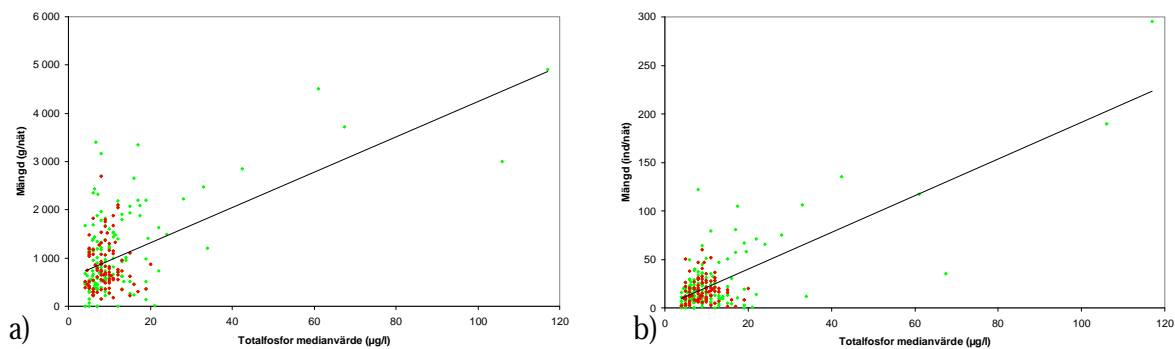 6 000
5 000
4 000
3 000
2 000
1 000
0
Mängd (g/nät)
0 20 40 60 80 100 120
Totalfosfor medianvärde (µg/l)
a)
300
250
200
150
100
50
0
Mängd (ind/nät)
0 20 40 60 80 100 120
Totalfosfor medianvärde (µg/l)
b)